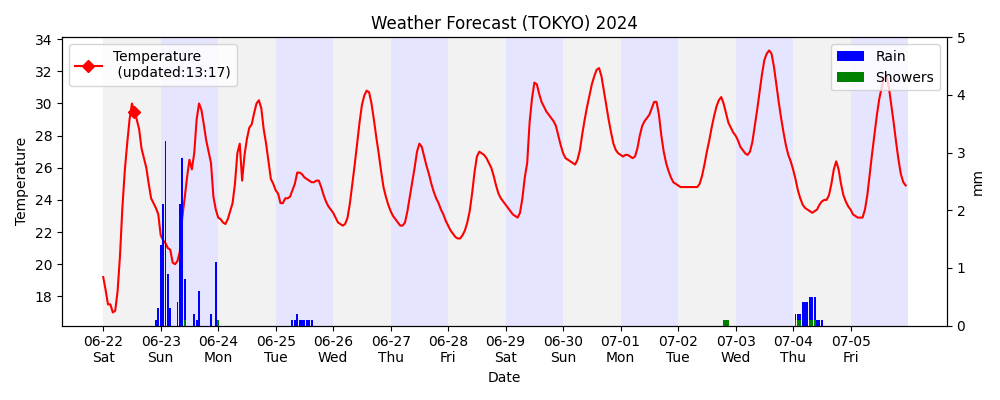 Weather Forecast (TOKYO) 2024
Temperature
(updated:13:17)
Rain
Showers
Temperature
34
32
30
28
26
24
22
20
18
5
4
3
2
1
0
mm
06-22 06-23 06-24 06-25 06-26 06-27 06-28 06-29 06-30 07-01 07-02 07-03 07-04 07-05
Sat Sun Mon Tue Wed Thu Fri Sat Sun Mon Tue Wed Thu Fri
Date